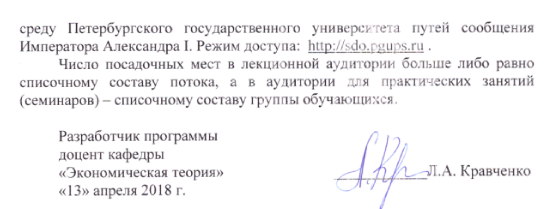 среду Петербургского государственного университета путей сообщения
Императора Александра I. Режим доступа: http://sdo.pgups.ru .
Число посадочных мест в лекционной аудитории больше либо равно
списочному составу потока, а в аудитории для практических занятий
(семинаров) – списочному составу группы обучающихся.
Разработчик программы
доцент кафедры
«Экономическая теория» Л.А. Кравченко
«13» апреля 2018 г.